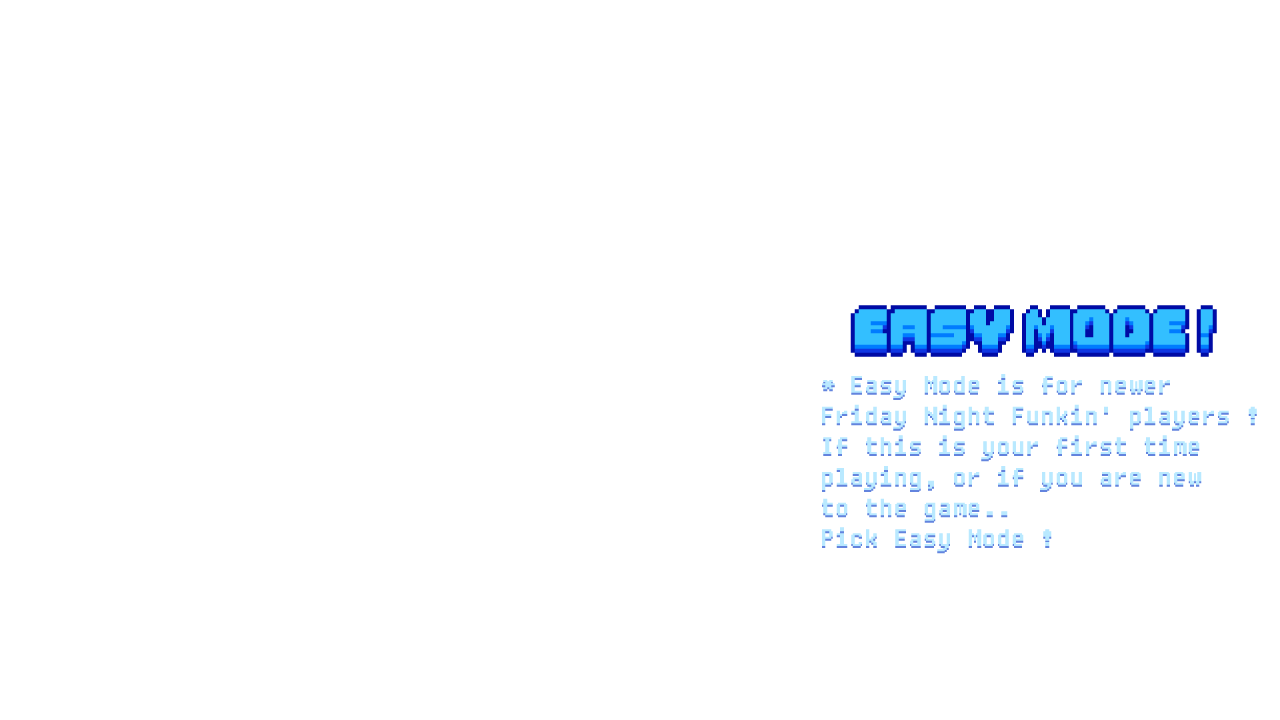 EASY MODE!
* Easy Mode is for newer
Friday Night Funkin' players !
If this is your first time
playing, or if you are new
to the game..
Pick Easy Mode !